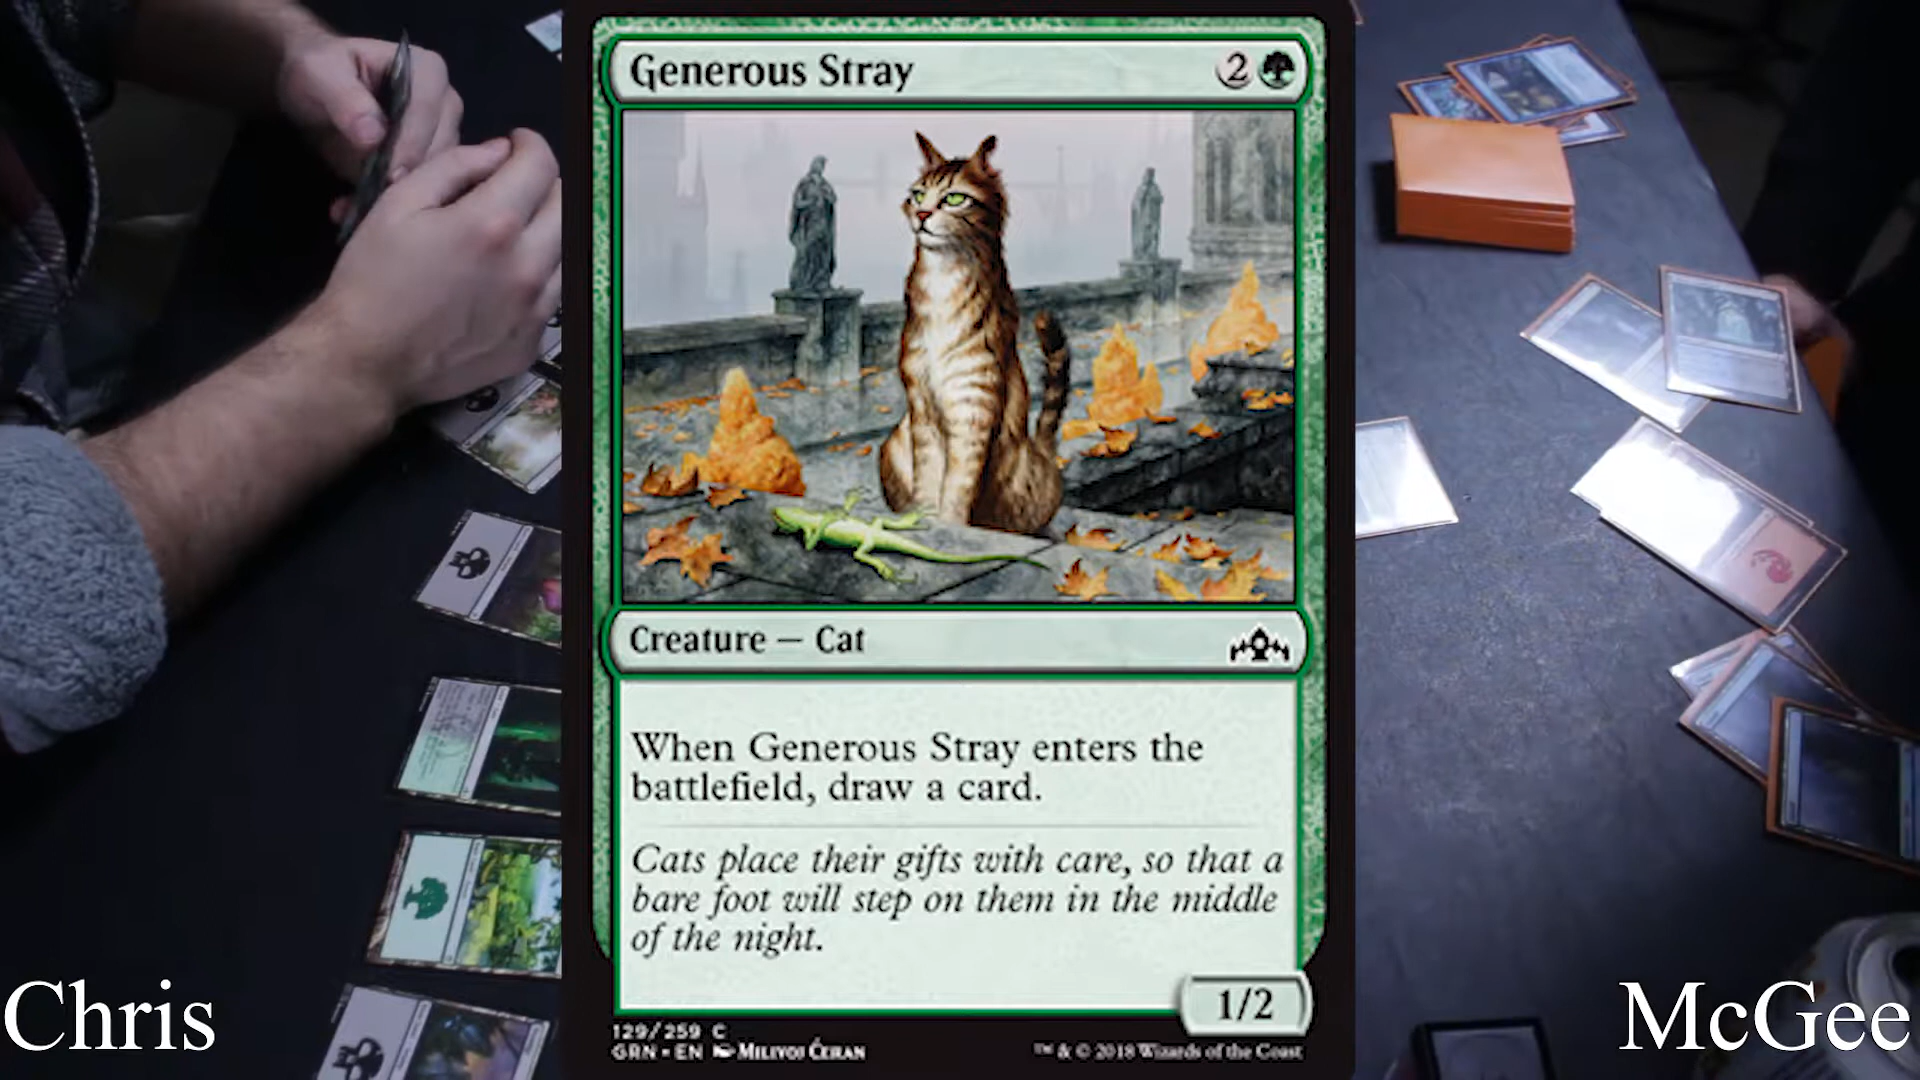 Generous Stray
2
Creature — Cat
When Generous Stray enters the
battlefield, draw a card.
Cats place their gifts with care, so that a
bare foot will step on them in the middle
of the night.
1/2
129/259 C
GRN • EN Milivoj Ćeran
™ & © 2018 Wizards of the Coast
Chris
McGee